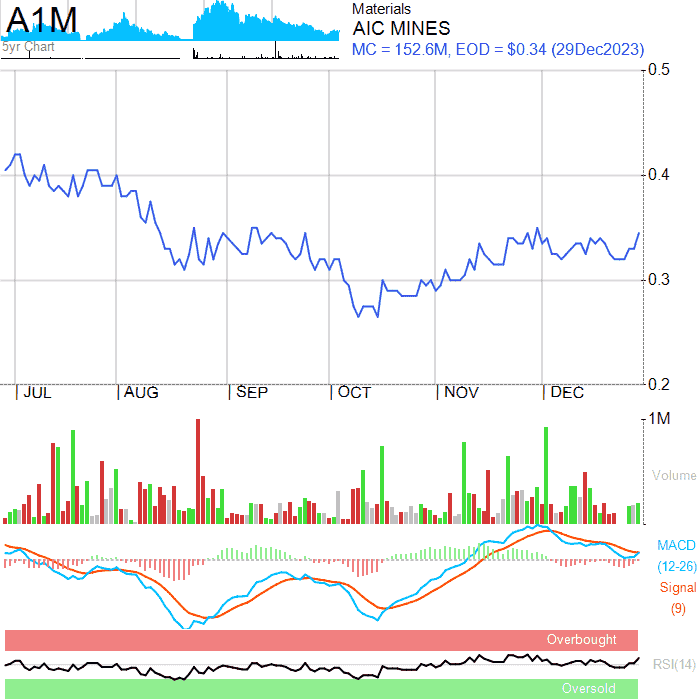 A1M
5yr Chart
Materials
AIC MINES
MC = 152.6M, EOD = $0.34 (29Dec2023)
0.5
0.4
0.3
0.2
JUL AUG SEP OCT NOV DEC
1M
Volume
MACD
(12-26)
Signal
(9)
Overbought
RSI(14)
Oversold